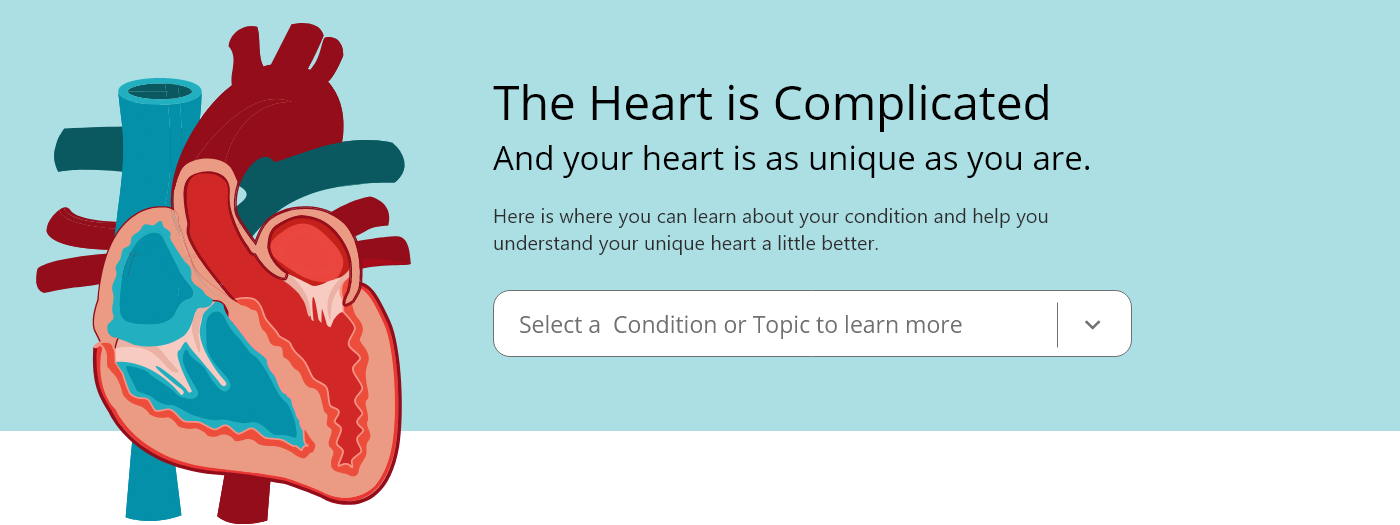 The Heart is Complicated
And your heart is as unique as you are.
Here is where you can learn about your condition and help you
understand your unique heart a little better.
Select a  Condition or Topic to learn more